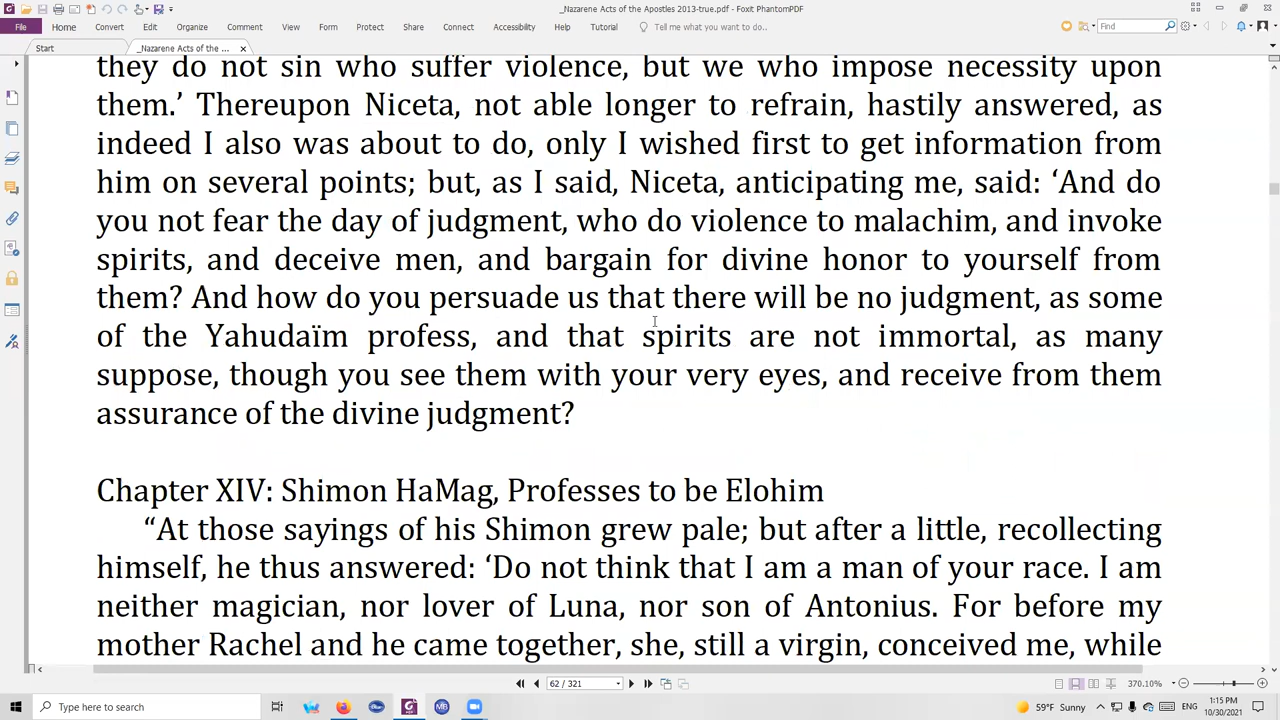 _Nazarene Acts of the Apostles 2013-true.pdf - Foxit PhantomPDF
File Home Convert Edit Organize Comment View Form Protect Share Connect Accessibility Help Tutorial Tell me what you want to do.. Find
Start _Nazarene Acts of the ...
they do not sin who suffer violence, but we who impose necessity upon
them.’ Thereupon Niceta, not able longer to refrain, hastily answered, as
indeed I also was about to do, only I wished first to get information from
him on several points; but, as I said, Niceta, anticipating me, said: ‘And do
you not fear the day of judgment, who do violence to malachim, and invoke
spirits, and deceive men, and bargain for divine honor to yourself from
them? And how do you persuade us that there will be no judgment, as some
of the Yahudaïm profess, and that spirits are not immortal, as many
suppose, though you see them with your very eyes, and receive from them
assurance of the divine judgment?
Chapter XIV: Shimon HaMag, Professes to be Elohim
“At those sayings of his Shimon grew pale; but after a little, recollecting
himself, he thus answered: ‘Do not think that I am a man of your race. I am
neither magician, nor lover of Luna, nor son of Antonius. For before my
mother Rachel and he came together, she, still a virgin, conceived me, while
62 / 321 370.10%
Type here to search 59°F Sunny 1:15 PM
10/30/2021